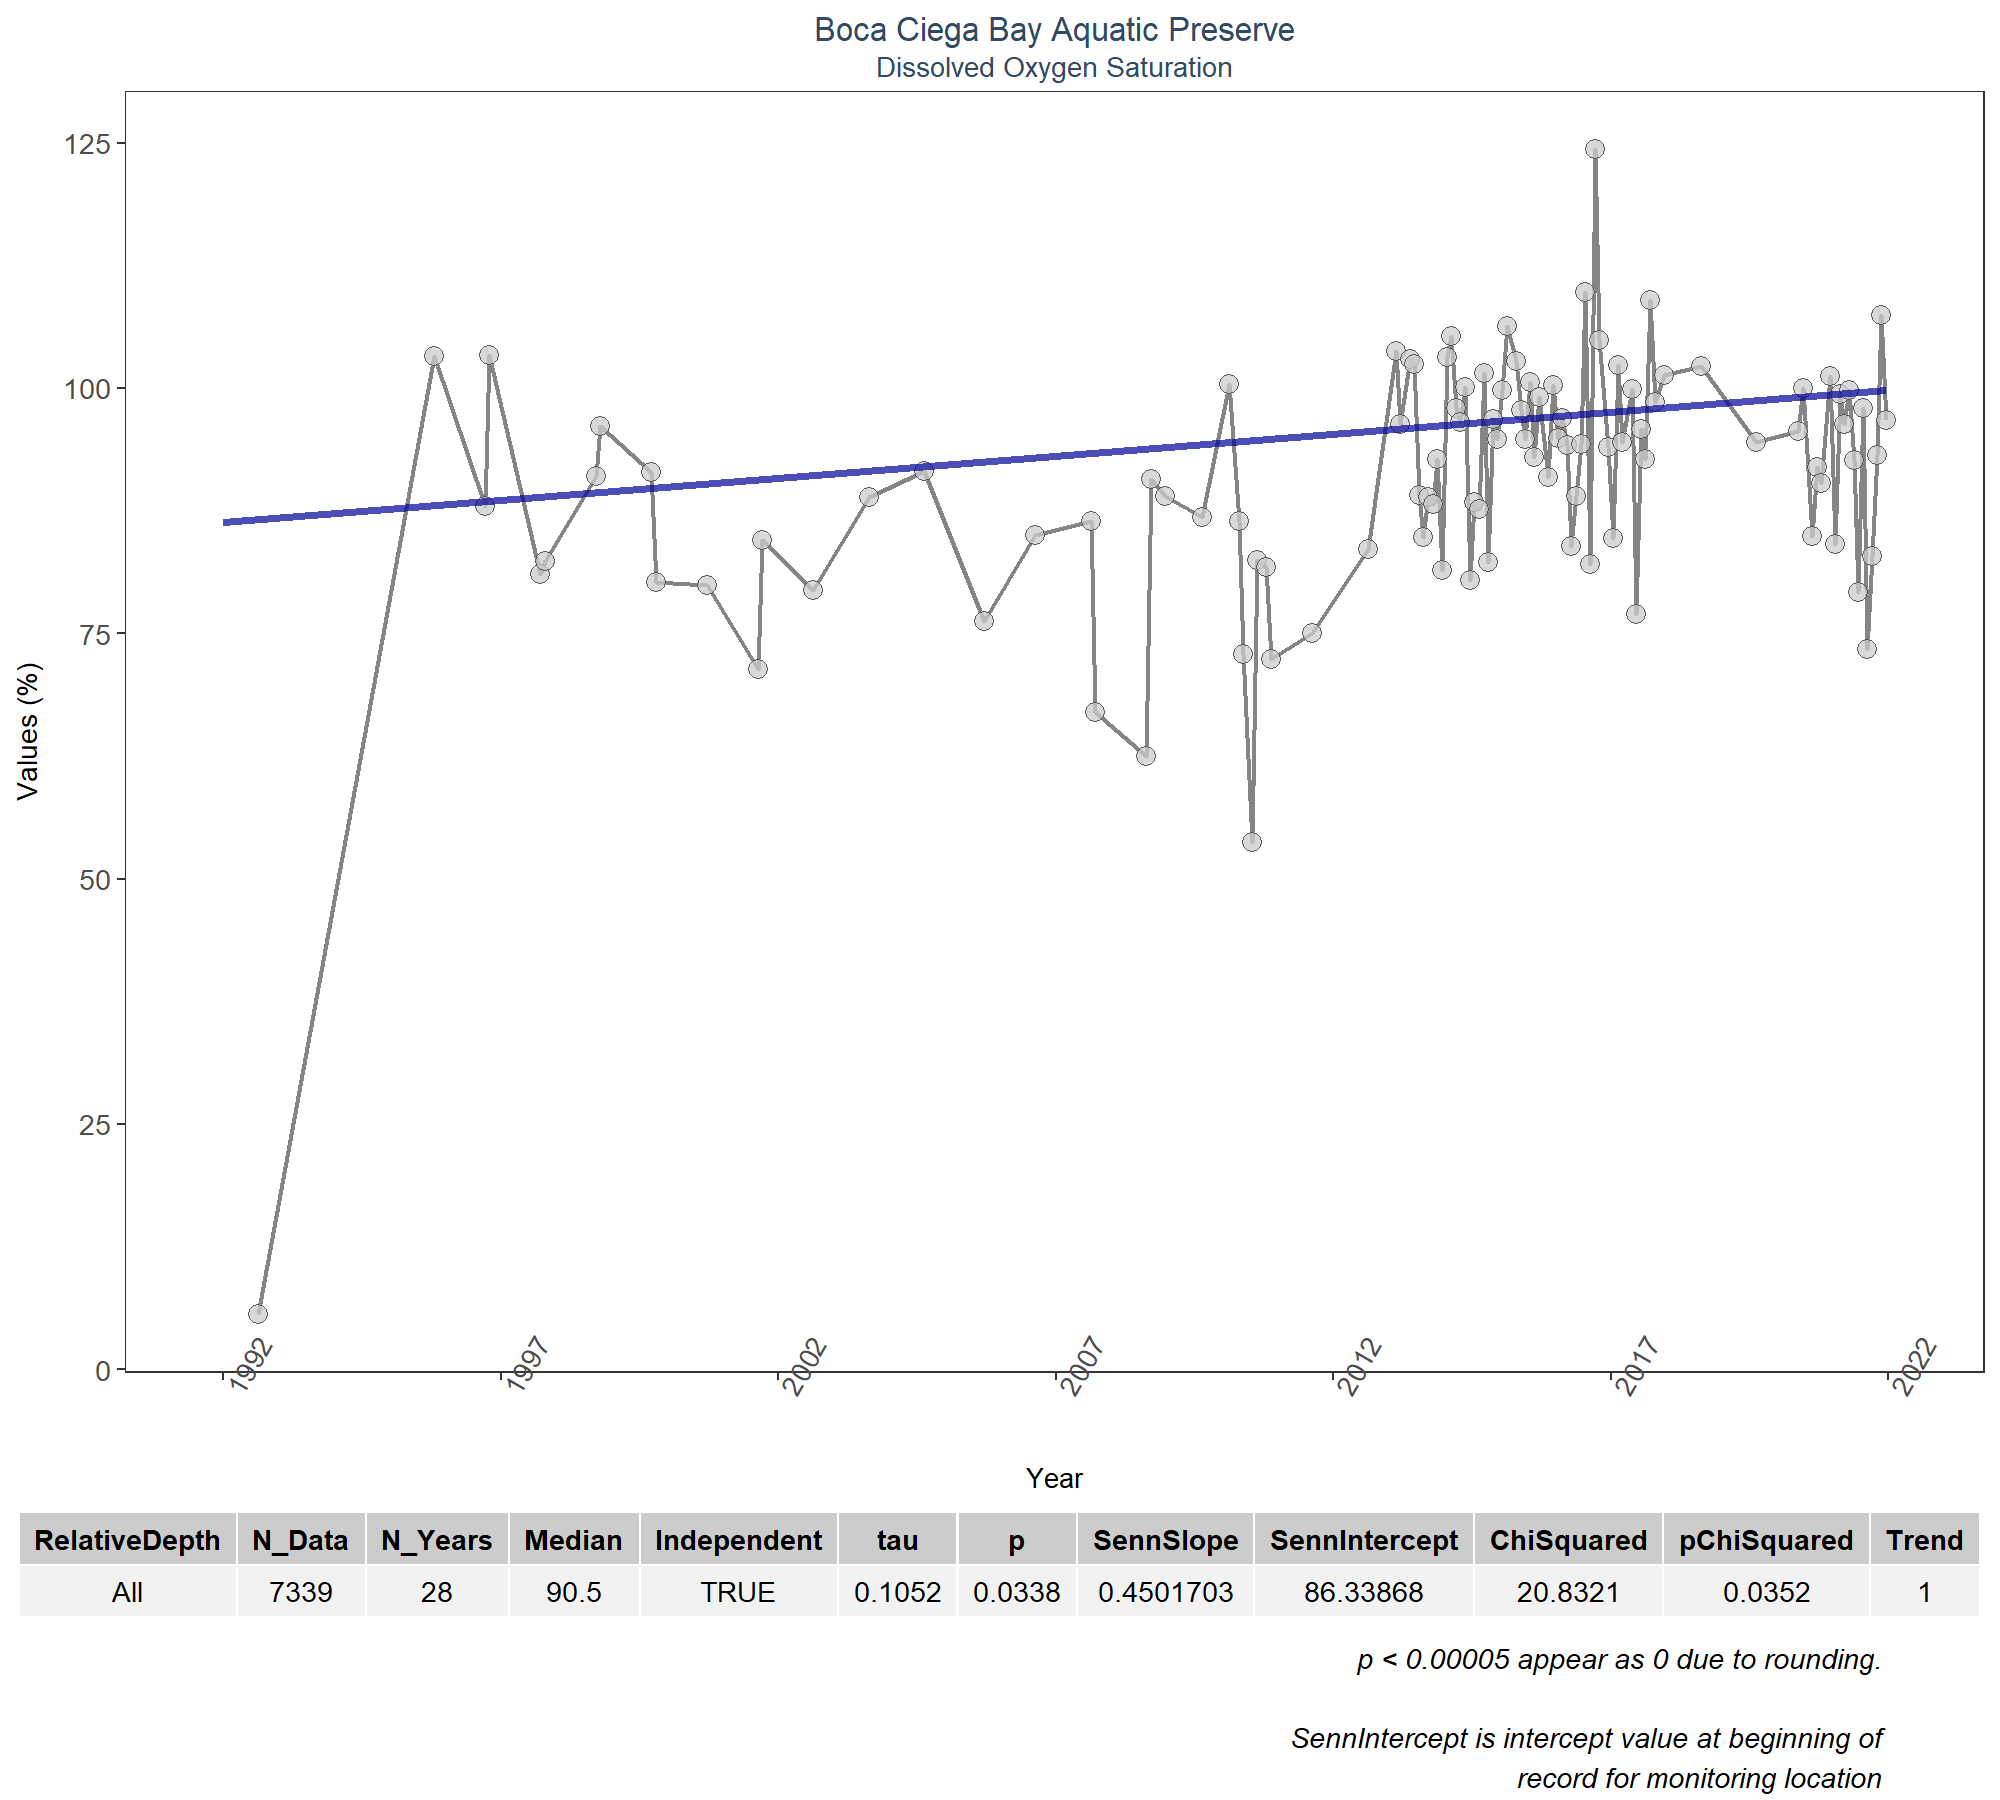 Boca Ciega Bay Aquatic Preserve
Dissolved Oxygen Saturation
125
100
75
50
25
0
Values (%)
1992 1997 2002 2007 2012 2017 2022
Year
RelativeDepth N_Data N_Years Median Independent tau p SennSlope SennIntercept ChiSquared pChiSquared Trend
All 7339 28 90.5 TRUE 0.1052 0.0338 0.4501703 86.33868 20.8321 0.0352 1
p < 0.00005 appear as 0 due to rounding.
SennIntercept is intercept value at beginning of
record for monitoring location